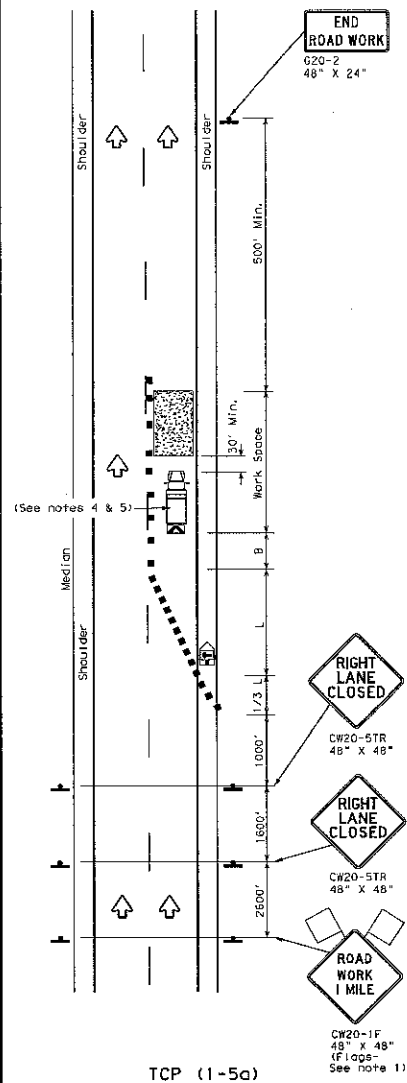 END
ROAD WORK
G20-2
48" X 24"
Shoulder
Shoulder
500' Min.
30' Min.
Work Space
(See notes 4 & 5)
B
Median
Shoulder
L
1/3 L
RIGHT
LANE
CLOSED
CW20-5TR
48" X 48"
1000'
RIGHT
LANE
CLOSED
CW20-5TR
48" X 48"
1600'
2600'
ROAD
WORK
1 MILE
CW20-1F
48" X 48"
(Flags-
See note 1)
TCP (1-5a)